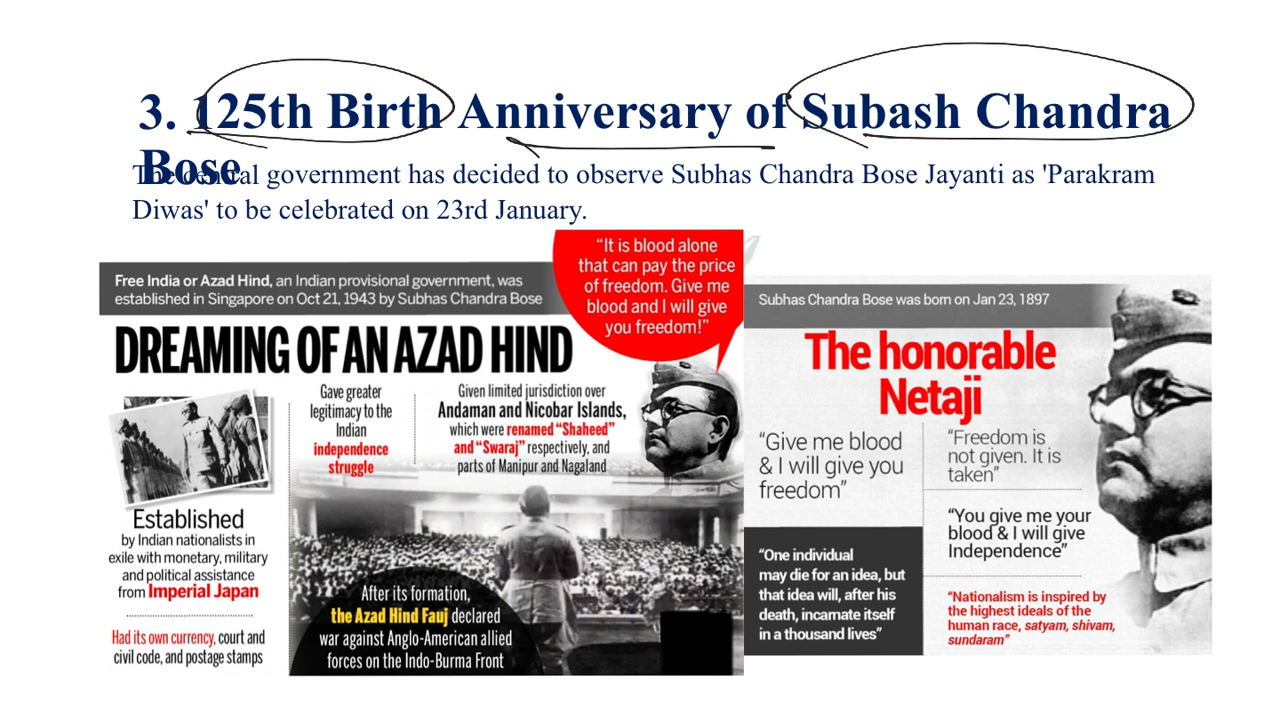 3. 125th Birth Anniversary of Subash Chandra
Bose
The central government has decided to observe Subhas Chandra Bose Jayanti as 'Parakram
Diwas' to be celebrated on 23rd January.
Free India or Azad Hind, an Indian provisional government, was
established in Singapore on Oct 21, 1943 by Subhas Chandra Bose
“It is blood alone
that can pay the price
of freedom. Give me
blood and I will give
you freedom!”
DREAMING OF AN AZAD HIND
Established
by Indian nationalists in
exile with monetary, military
and political assistance
from Imperial Japan
Had its own currency, court and
civil code, and postage stamps
Gave greater
legitimacy to the
Indian
independence
struggle
Given limited jurisdiction over
Andaman and Nicobar Islands,
which were renamed “Shaheed”
and “Swaraj” respectively, and
parts of Manipur and Nagaland
After its formation,
the Azad Hind Fauj declared
war against Anglo-American allied
forces on the Indo-Burma Front
Subhas Chandra Bose was born on Jan 23, 1897
The honorable
Netaji
“Give me blood
& I will give you
freedom”
“One individual
may die for an idea, but
that idea will, after his
death, incarnate itself
in a thousand lives”
“Freedom is
not given. It is
taken”
“You give me your
blood & I will give
Independence”
“Nationalism is inspired by
the highest ideals of the
human race, satyam, shivam,
sundaram”